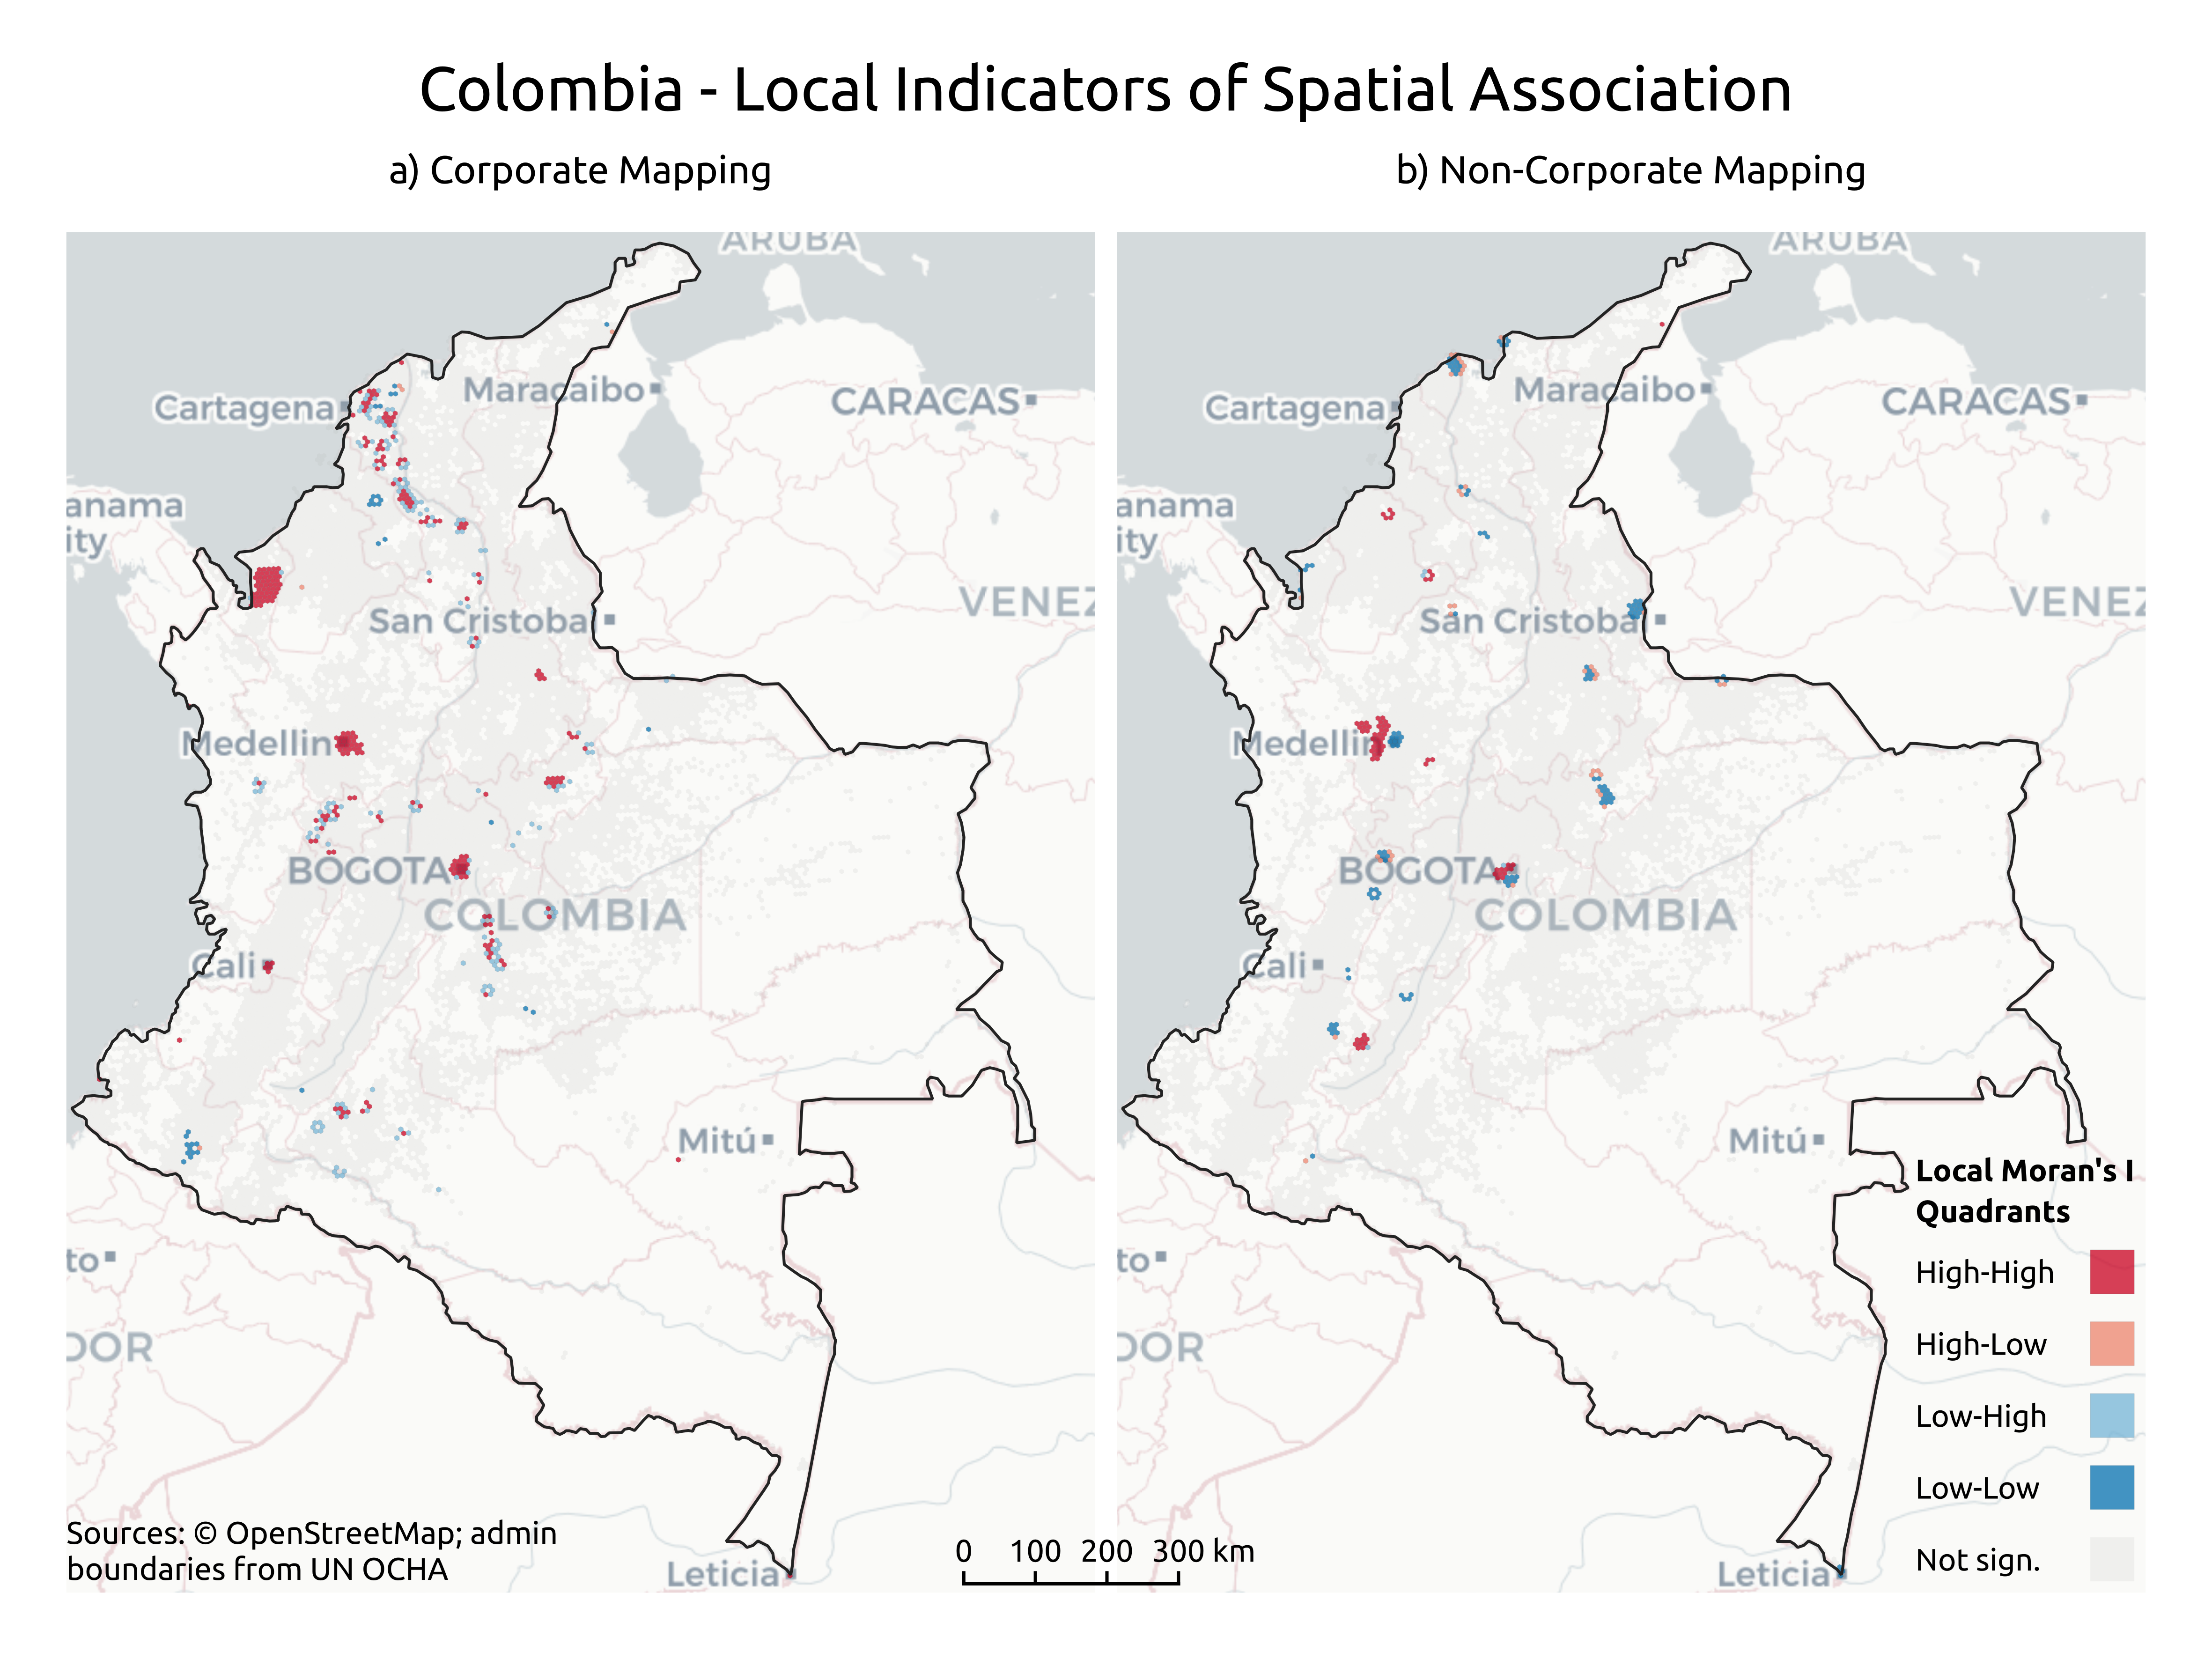 Colombia - Local Indicators of Spatial Association
a) Corporate Mapping
b) Non-Corporate Mapping
ARUBA
Cartagena
Maracaibo
CARACAS
anama
ity
San Cristoba
VENEZ
Medellin
BOGOTA
COLOMBIA
Cali
Mitú
to
DOR
Leticia
Sources: © OpenStreetMap; admin
boundaries from UN OCHA
0 100 200 300 km
ARUBA
Cartagena
Maracaibo
CARACAS
anama
ity
San Cristoba
VENEZ
Medellin
BOGOTA
COLOMBIA
Cali
Mitú
to
DOR
Leticia
Local Moran's I
Quadrants
High-High
High-Low
Low-High
Low-Low
Not sign.